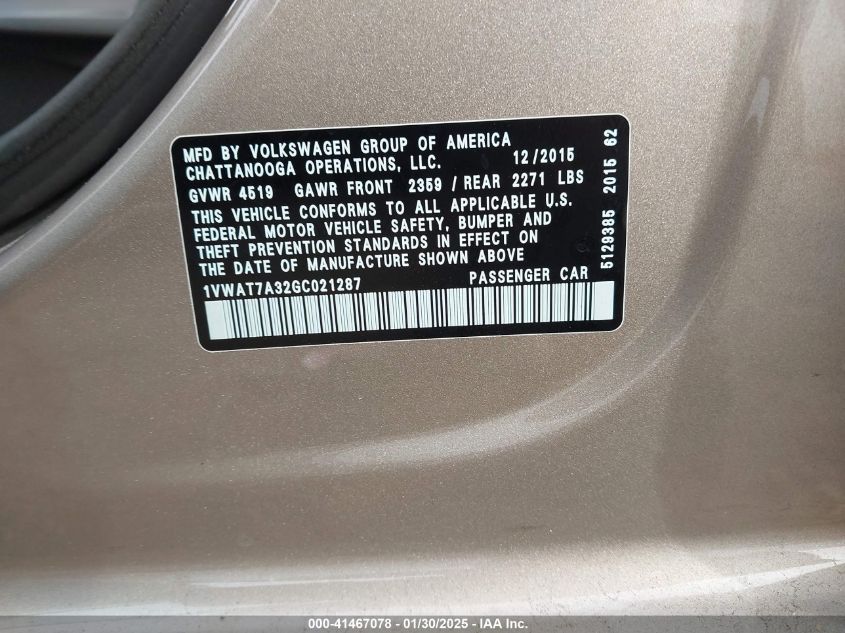 MFD BY VOLKSWAGEN GROUP OF AMERICA
CHATTANOOGA OPERATIONS, LLC. 12/2015
GVWR 4519 GAWR FRONT 2359 / REAR 2271 LBS
THIS VEHICLE CONFORMS TO ALL APPLICABLE U.S.
FEDERAL MOTOR VEHICLE SAFETY, BUMPER AND
THEFT PREVENTION STANDARDS IN EFFECT ON
THE DATE OF MANUFACTURE SHOWN ABOVE
1VWAT7A32GC021287 PASSENGER CAR
5129385 2015 62
000-41467078 - 01/30/2025 - IAA Inc.